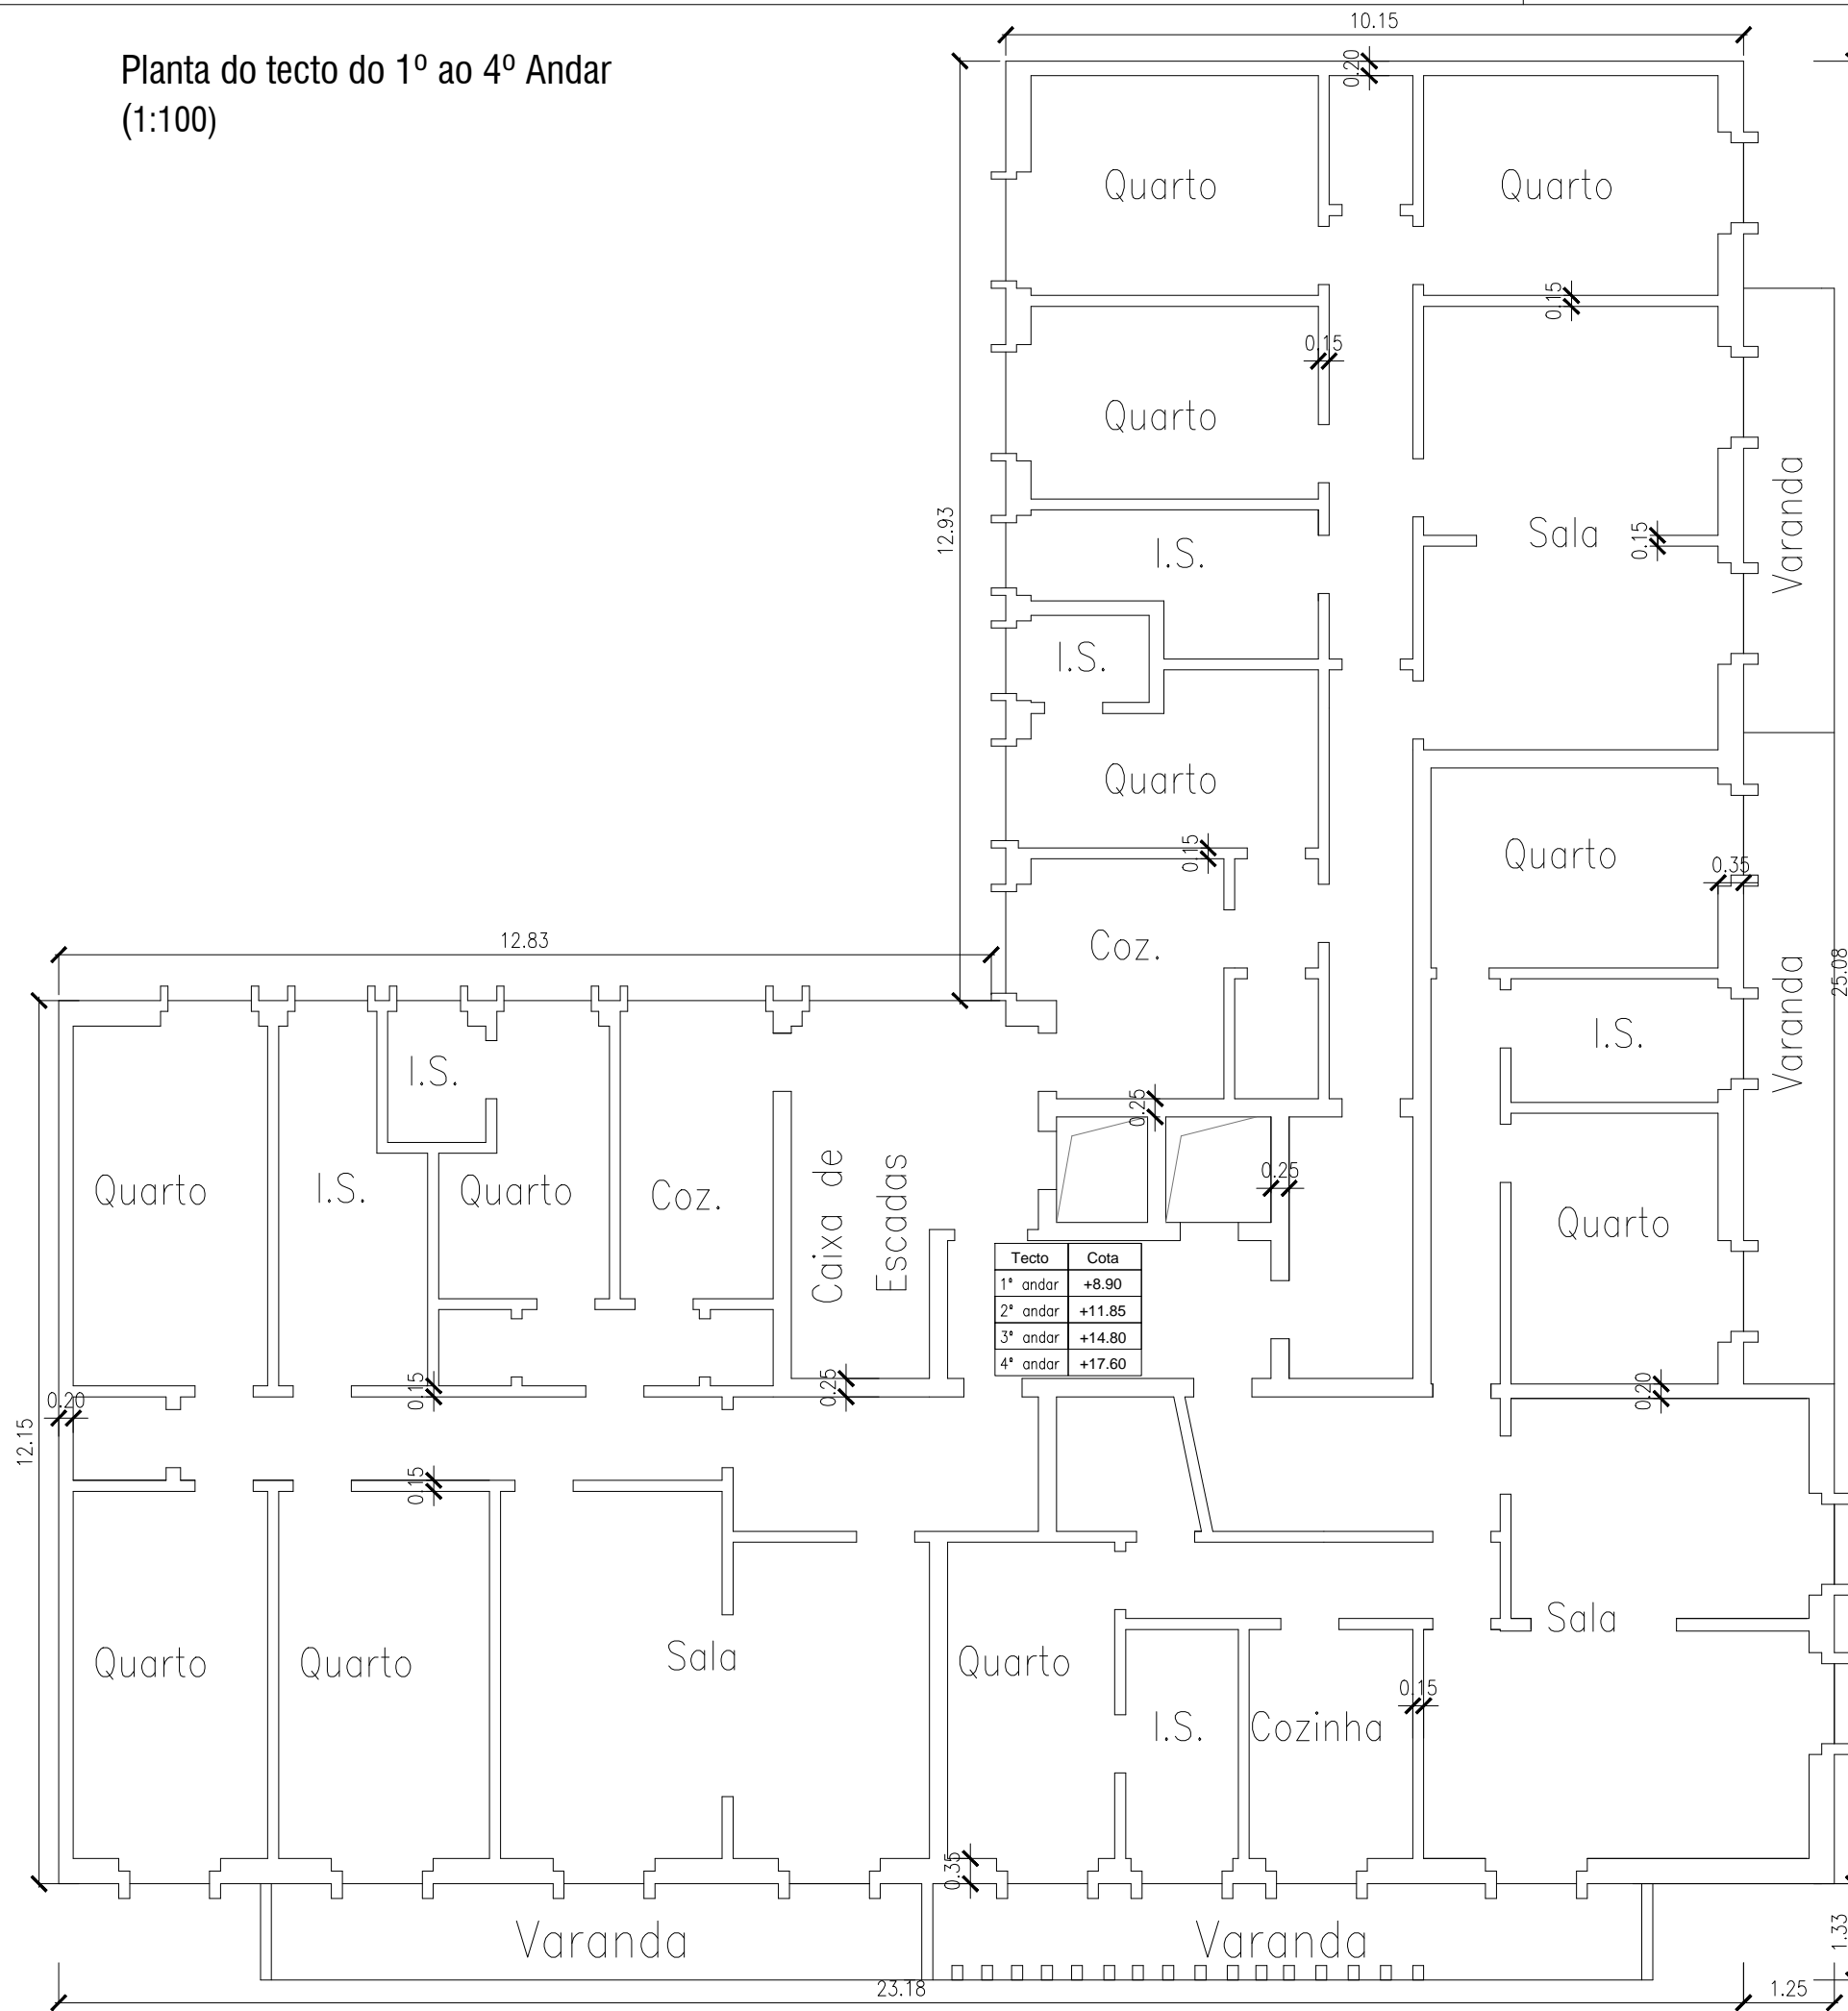 Planta do tecto do 1º ao 4º Andar
(1:100)
10.15
0.20
Quarto
Quarto
0.15
0.15
Quarto
12.93
I.S.
Sala
0.15
Varanda
I.S.
Quarto
0.15
Quarto
0.35
Coz.
12.83
Varanda
25.08
I.S.
I.S.
0.25
Quarto
I.S.
Quarto
Coz.
Caixa de
Escadas
0.25
Quarto
Tecto Cota
1º andar +8.90
2º andar +11.85
3º andar +14.80
4º andar +17.60
0.20
0.15
0.25
0.20
12.15
0.15
Quarto
Quarto
Sala
Quarto
Sala
0.15
I.S.
Cozinha
0.35
Varanda
Varanda
1.33
23.18
1.25